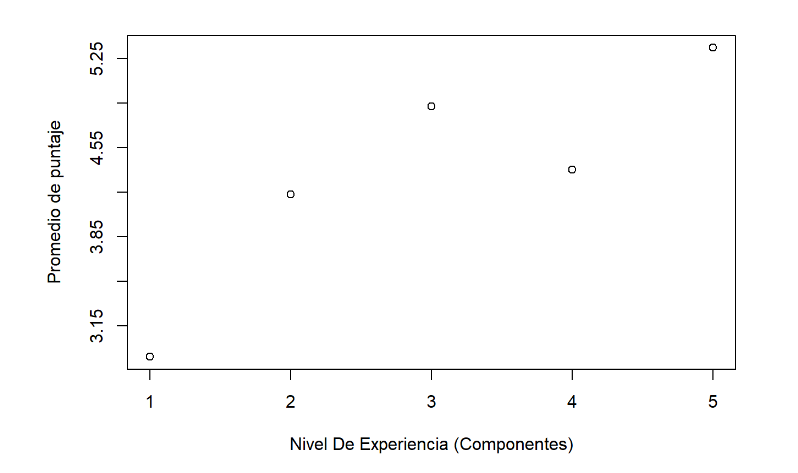 5.25
4.55
3.85
3.15
Promedio de puntaje
1 2 3 4 5
Nivel De Experiencia (Componentes)